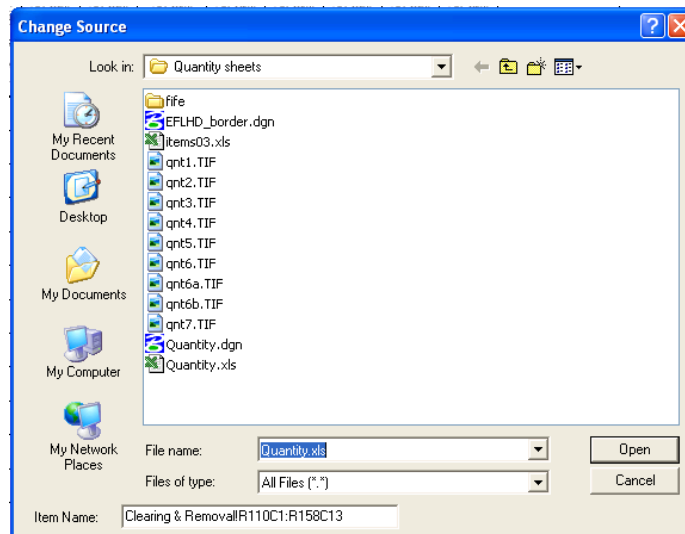 Change Source
Look in: Quantity sheets
fife
EFLHD_border.dgn
items03.xls
qnt1.TIF
qnt2.TIF
qnt3.TIF
qnt4.TIF
qnt5.TIF
qnt6.TIF
qnt6a.TIF
qnt6b.TIF
qnt7.TIF
Quantity.dgn
Quantity.xls
My Recent
Documents
Desktop
My Documents
My Computer
My Network
Places
File name: Quantity.xls Open
Files of type: All Files (*.*) Cancel
Item Name: Clearing & Removal!R110C1:R158C13